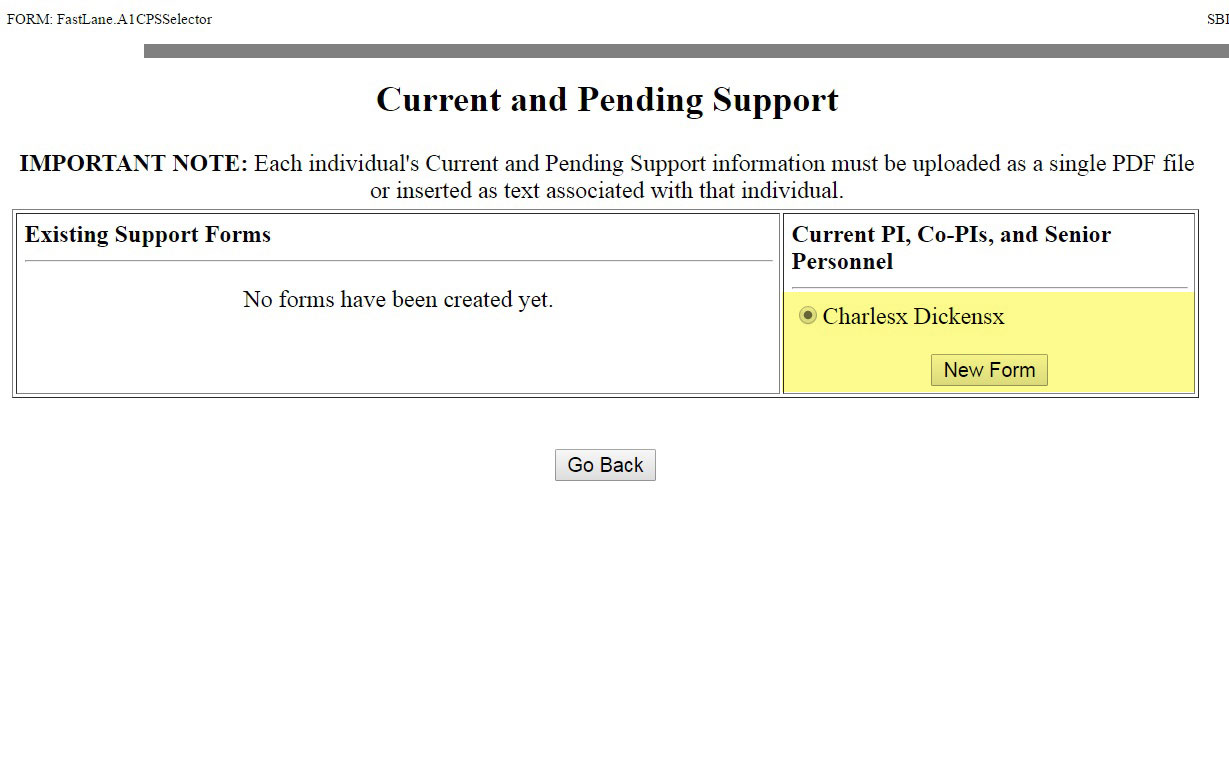 FORM: FastLane.A1CPSSelector
Current and Pending Support
IMPORTANT NOTE: Each individual's Current and Pending Support information must be uploaded as a single PDF file
or inserted as text associated with that individual.
Existing Support Forms
No forms have been created yet.
Current PI, Co-PIs, and Senior
Personnel
Charlesx Dickensx
New Form
Go Back